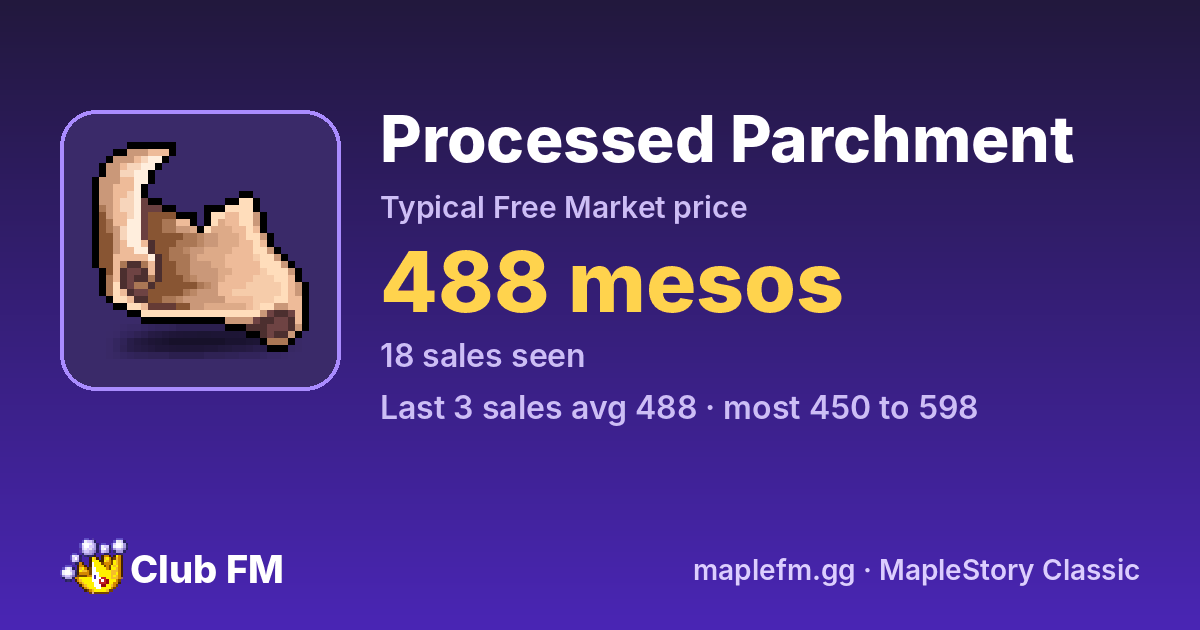 Processed Parchment
Typical Free Market price
488 mesos
18 sales seen
Last 3 sales avg 488 · most 450 to 598
Club FM
maplefm.gg · MapleStory Classic